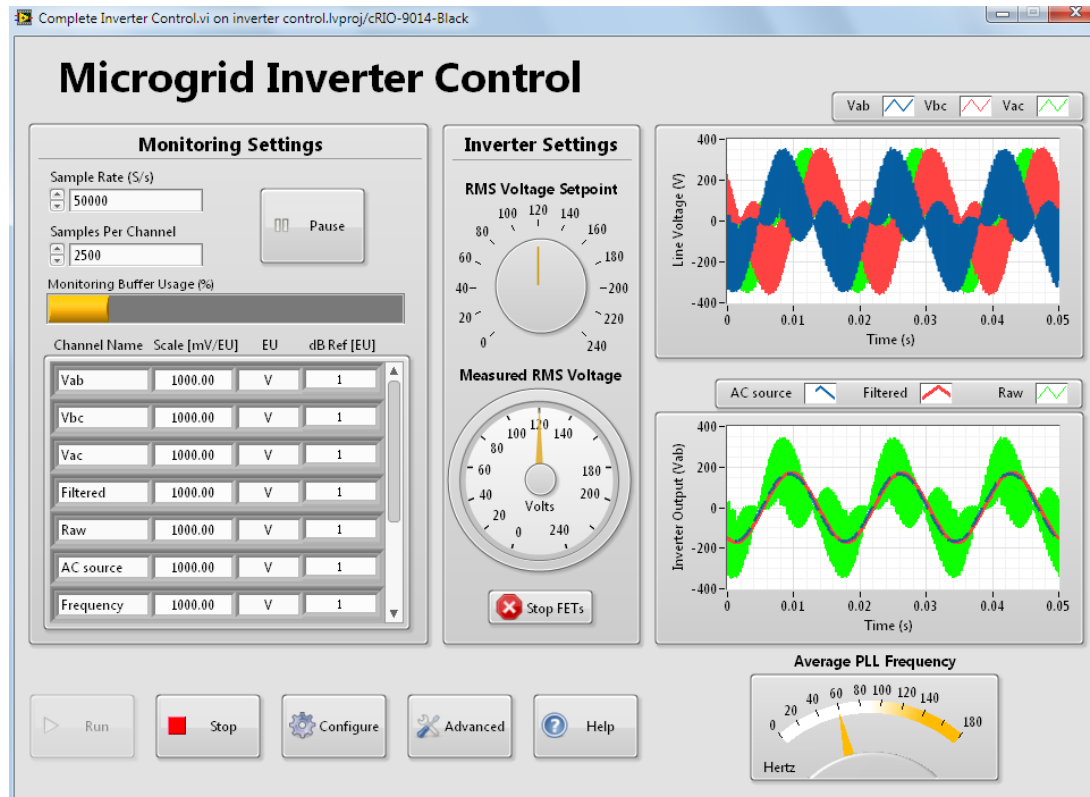 Complete Inverter Control.vi on inverter control.lvproj/cRIO-9014-Black
Microgrid Inverter Control
Monitoring Settings
Sample Rate (S/s)
50000
Samples Per Channel
2500
Pause
Monitoring Buffer Usage (%)
Channel Name Scale [mV/EU] EU dB Ref [EU]
Vab 1000.00 V 1
Vbc 1000.00 V 1
Vac 1000.00 V 1
Filtered 1000.00 V 1
Raw 1000.00 V 1
AC source 1000.00 V 1
Frequency 1000.00 V 1
Inverter Settings
RMS Voltage Setpoint
0 20 40 60 80 100 120 140 160 180 200 220 240
Measured RMS Voltage
0 20 40 60 80 100 120 140 180 200 240
Volts
Stop FETs
Vab Vbc Vac
Line Voltage (V)
400
200
0
-200
-400
0 0.01 0.02 0.03 0.04 0.05
Time (s)
AC source Filtered Raw
Inverter Output (Vab)
400
200
0
-200
-400
0 0.01 0.02 0.03 0.04 0.05
Time (s)
Average PLL Frequency
0 20 40 60 80 100 120 140 180
Hertz
Run Stop Configure Advanced Help